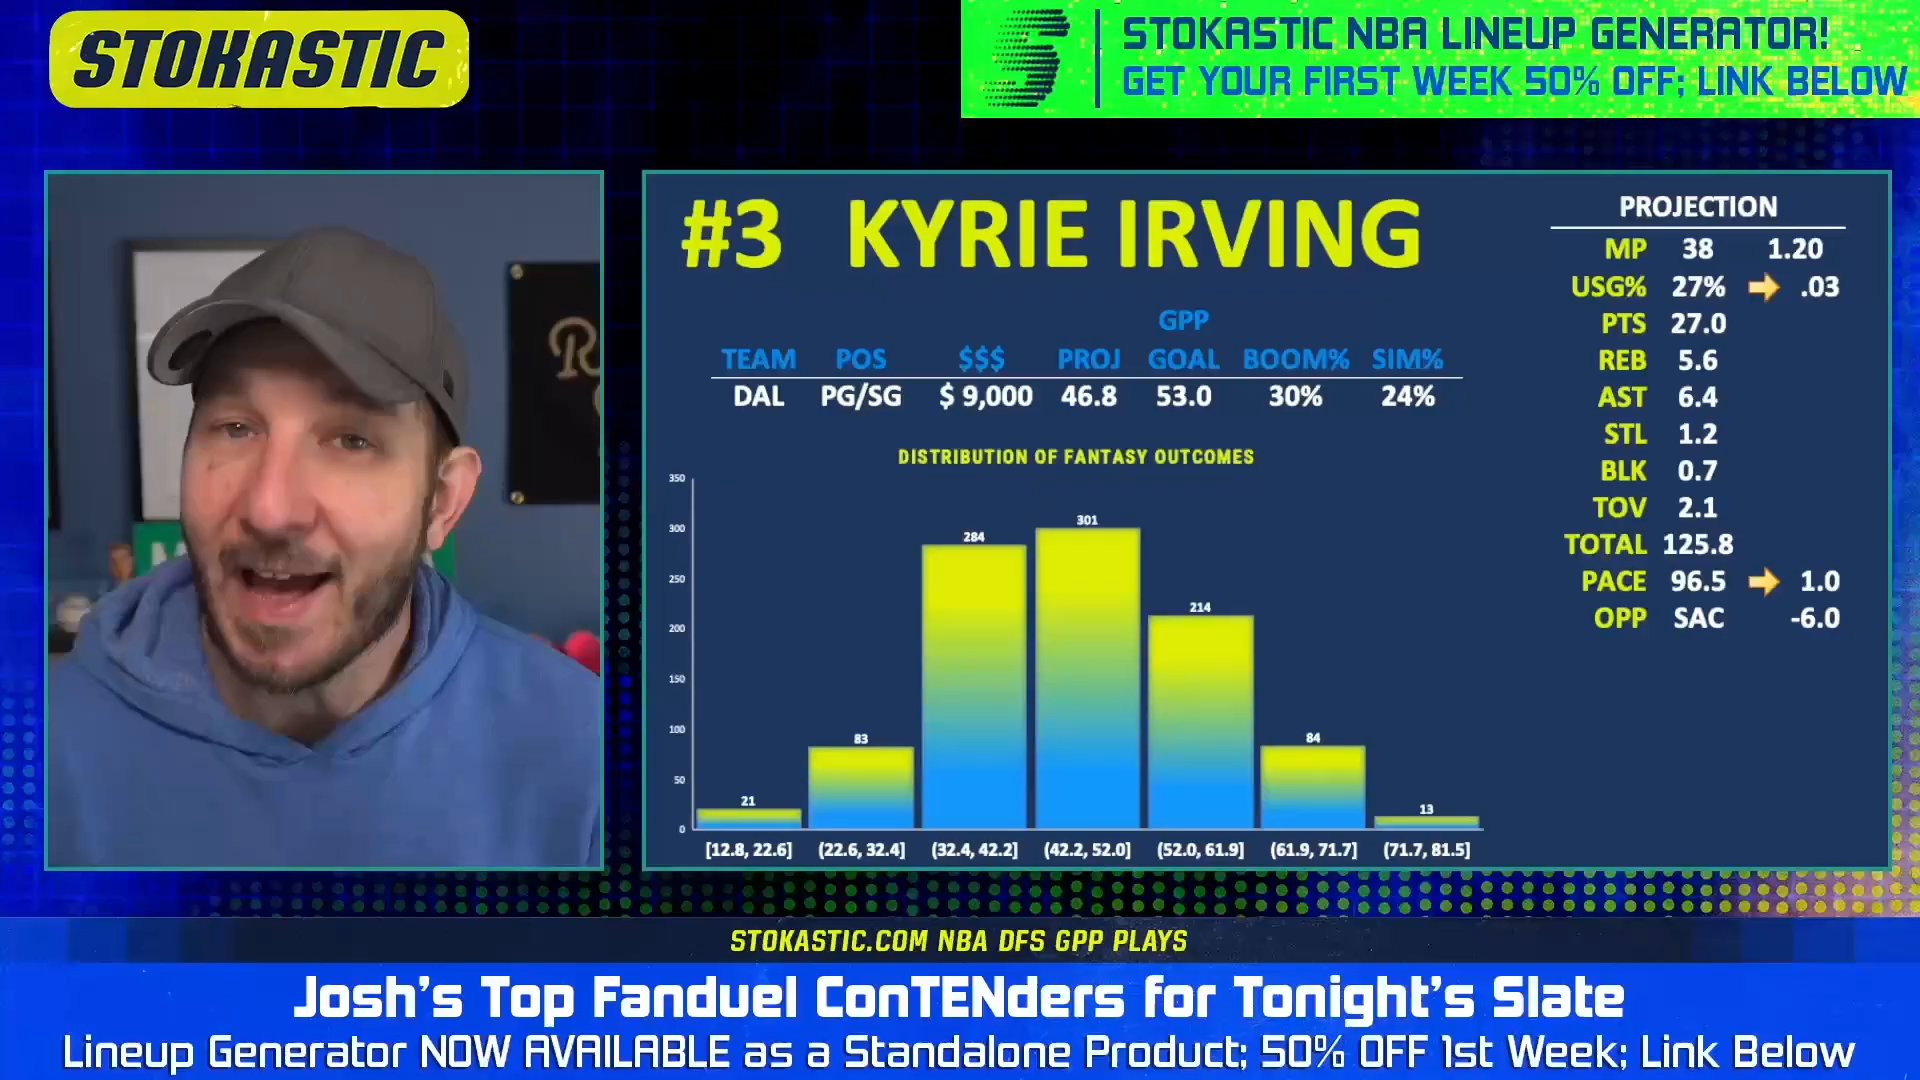 STOKASTIC
STOKASTIC NBA LINEUP GENERATOR!
GET YOUR FIRST WEEK 50% OFF; LINK BELOW
#3 KYRIE IRVING
GPP
TEAM POS $$$ PROJ GOAL BOOM% SIM%
DAL PG/SG $ 9,000 46.8 53.0 30% 24%
DISTRIBUTION OF FANTASY OUTCOMES
350
300
250
200
150
100
50
0
21
83
284
301
214
84
13
[12.8, 22.6] (22.6, 32.4] (32.4, 42.2] (42.2, 52.0] (52.0, 61.9] (61.9, 71.7] (71.7, 81.5]
PROJECTION
MP 38 1.20
USG% 27% .03
PTS 27.0
REB 5.6
AST 6.4
STL 1.2
BLK 0.7
TOV 2.1
TOTAL 125.8
PACE 96.5 1.0
OPP SAC -6.0
STOKASTIC.COM NBA DFS GPP PLAYS
Josh's Top Fanduel ConTENders for Tonight's Slate
Lineup Generator NOW AVAILABLE as a Standalone Product; 50% OFF 1st Week; Link Below